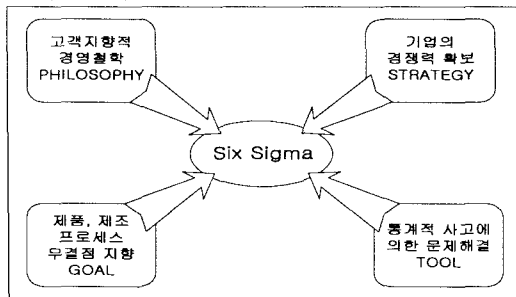 고객지향적
경영철학
PHILOSOPHY
기업의
경쟁력 확보
STRATEGY
Six Sigma
제품, 제조
프로세스
무결점 지향
GOAL
통계적 사고에
의한 문제해결
TOOL